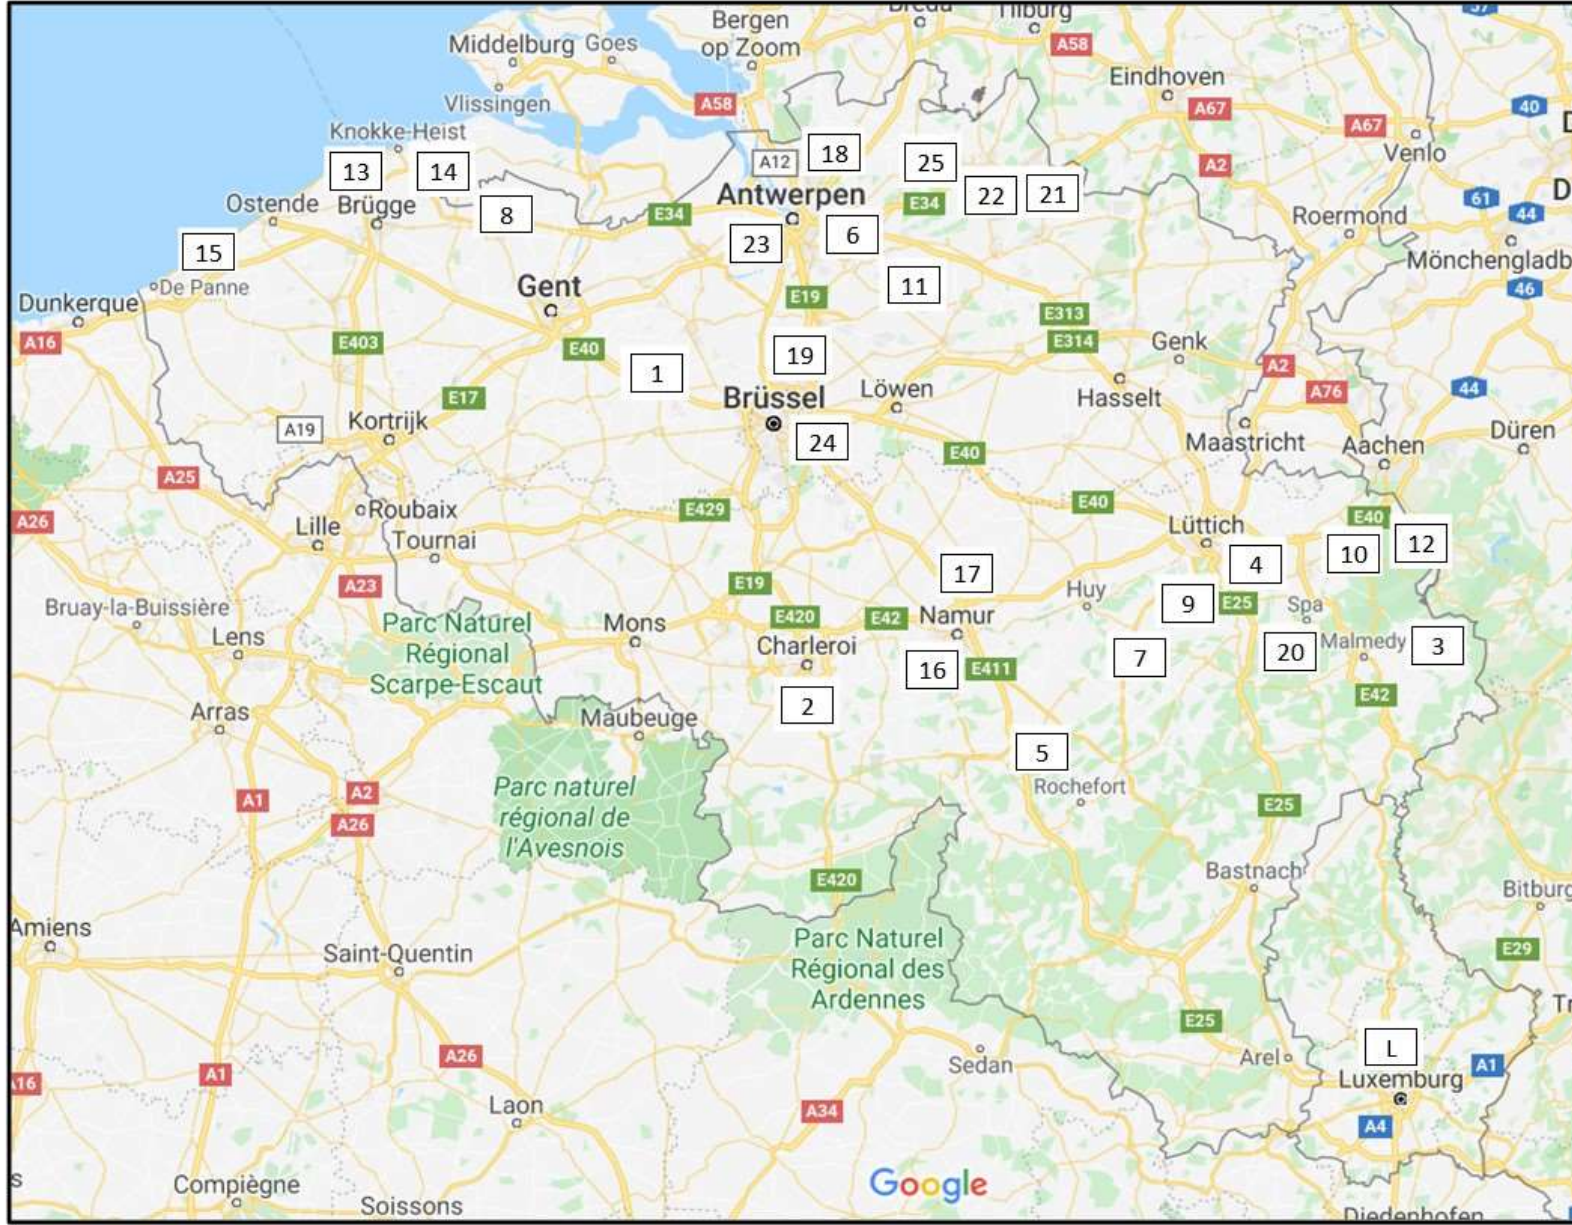 Breda
Tilburg
57
Bergen
op Zoom
Middelburg
Goes
A58
Eindhoven
Vlissingen
A58
A67
40
Knokke-Heist
A67
A12
18
25
A2
Venlo
13
14
Ostende
Brügge
8
E34
Antwerpen
E34
22
21
61
44
D
Roermond
15
23
6
Mönchengladb
De Panne
Gent
11
46
Dunkerque
E19
A16
E403
E40
1
19
E313
E314
Genk
A2
E17
Brüssel
Löwen
Hasselt
A76
44
A19
Kortrijk
24
Maastricht
Aachen
Düren
A25
E40
A26
Roubaix
E429
E40
E40
Lille
Tournai
Lüttich
12
10
4
A23
E19
17
Huy
9
E25
Spa
Bruay-la-Buissière
Parc Naturel
Régional
Scarpe-Escaut
Mons
E420
E42
Namur
Lens
Charleroi
16
E411
7
20
Malmedy
3
2
E42
Arras
Maubeuge
5
Rochefort
A1
A2
A26
Parc naturel
régional de
l'Avesnois
E25
E420
Bastnach
Bitburg
Amiens
Saint-Quentin
Parc Naturel
Régional des
Ardennes
E29
E25
L
A26
Sedan
Arel
A1
A16
A1
Luxemburg
Laon
A34
A4
Compiègne
Google
Soissons
Diedenhofen